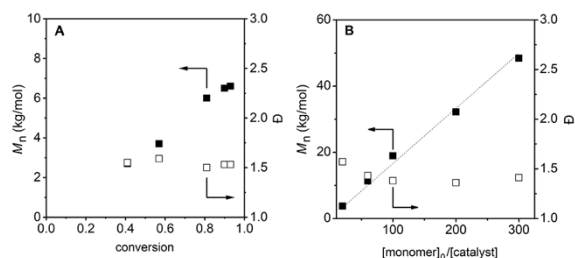 A
10
8
6
4
2
0
Mn (kg/mol)
3.0
2.5
2.0
1.5
1.0
Đ
0.0 0.2 0.4 0.6 0.8 1.0
conversion
B
60
40
20
0
Mn (kg/mol)
3.0
2.5
2.0
1.5
1.0
Đ
100 200 300
[monomer]0/[catalyst]